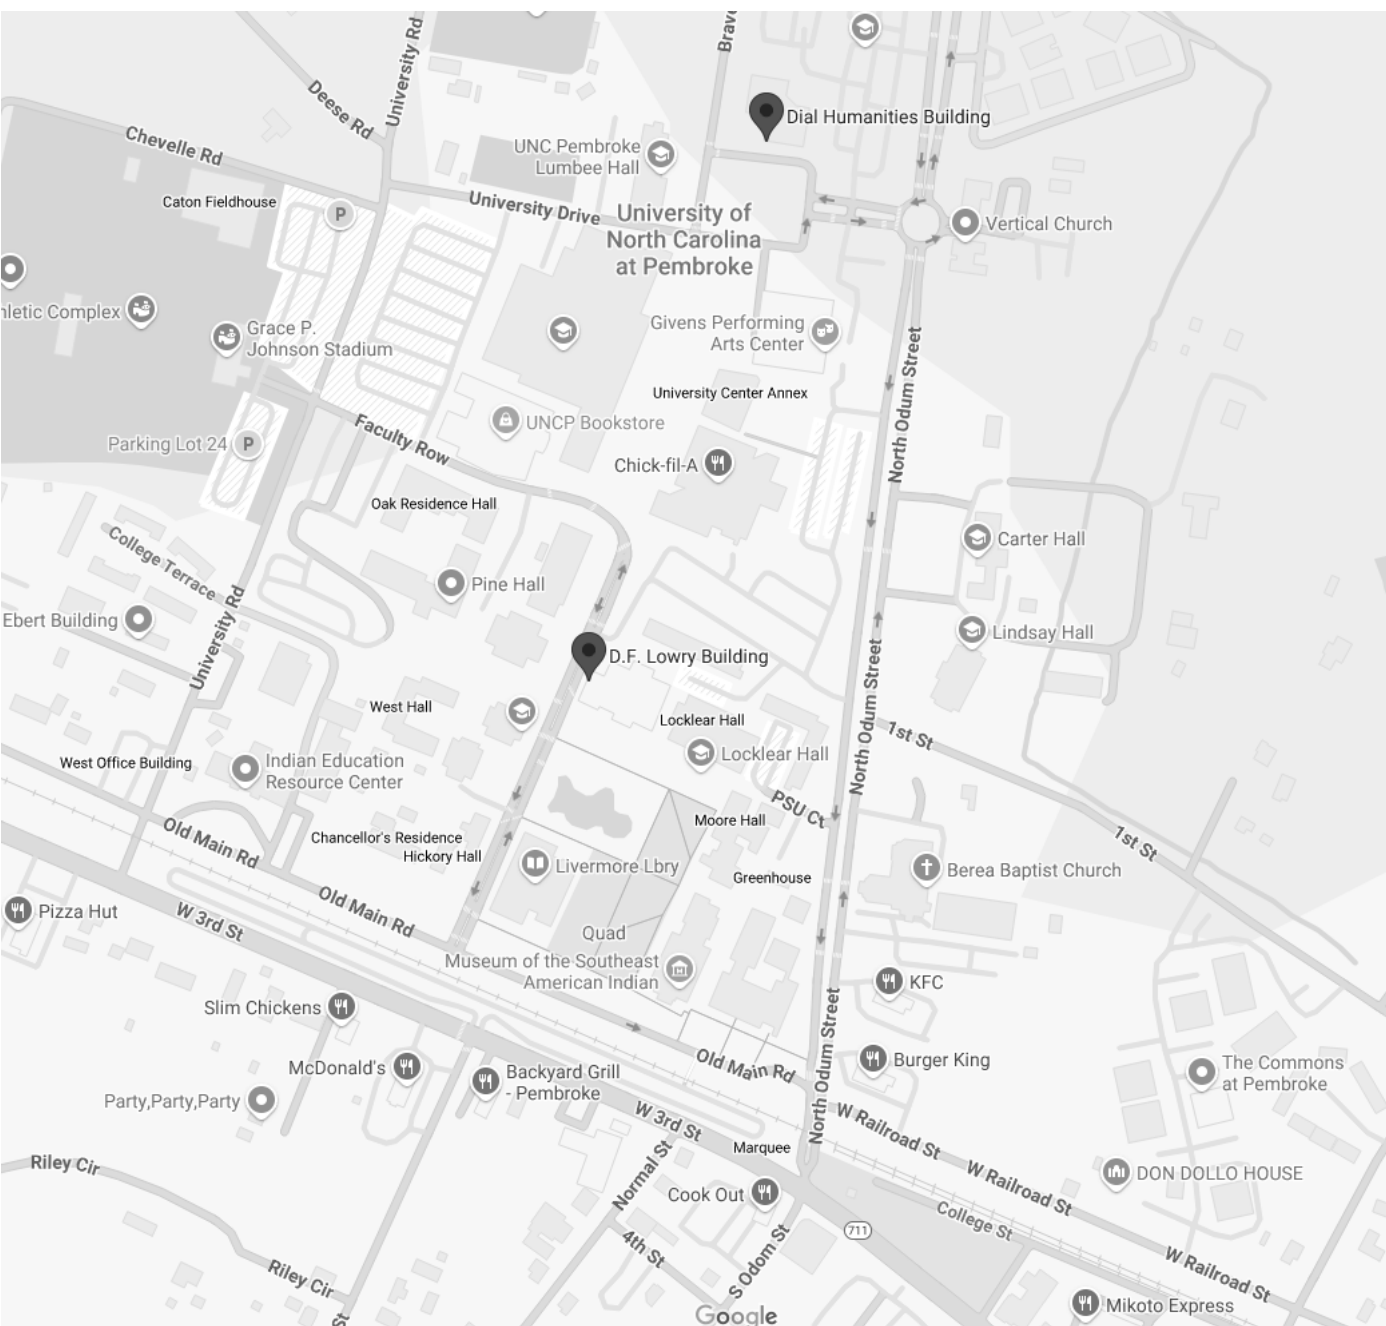 University Rd
Brave
Deese Rd
Dial Humanities Building
Chevelle Rd
UNC Pembroke
Lumbee Hall
Caton Fieldhouse
P
University Drive
University of
North Carolina
at Pembroke
Vertical Church
hletic Complex
Grace P.
Johnson Stadium
Givens Performing
Arts Center
North Odum Street
University Center Annex
UNCP Bookstore
Faculty Row
Parking Lot 24
P
Chick-fil-A
Oak Residence Hall
Carter Hall
College Terrace
Pine Hall
Ebert Building
University Rd
Lindsay Hall
D.F. Lowry Building
North Odum Street
West Hall
Locklear Hall
Locklear Hall
1st St
West Office Building
Indian Education
Resource Center
PSU Ct
Moore Hall
Old Main Rd
Chancellor's Residence
Hickory Hall
Livermore Lbry
1st St
Berea Baptist Church
Greenhouse
Pizza Hut
W 3rd St
Old Main Rd
Quad
Museum of the Southeast
American Indian
KFC
Slim Chickens
North Odum Street
McDonald's
Backyard Grill
- Pembroke
Old Main Rd
Burger King
The Commons
at Pembroke
Party,Party,Party
W 3rd St
W Railroad St
Marquee
Riley Cir
Normal St
Cook Out
W Railroad St
DON DOLLO HOUSE
College St
711
4th St
S Odom St
Riley Cir
W Railroad St
St
Google
Mikoto Express